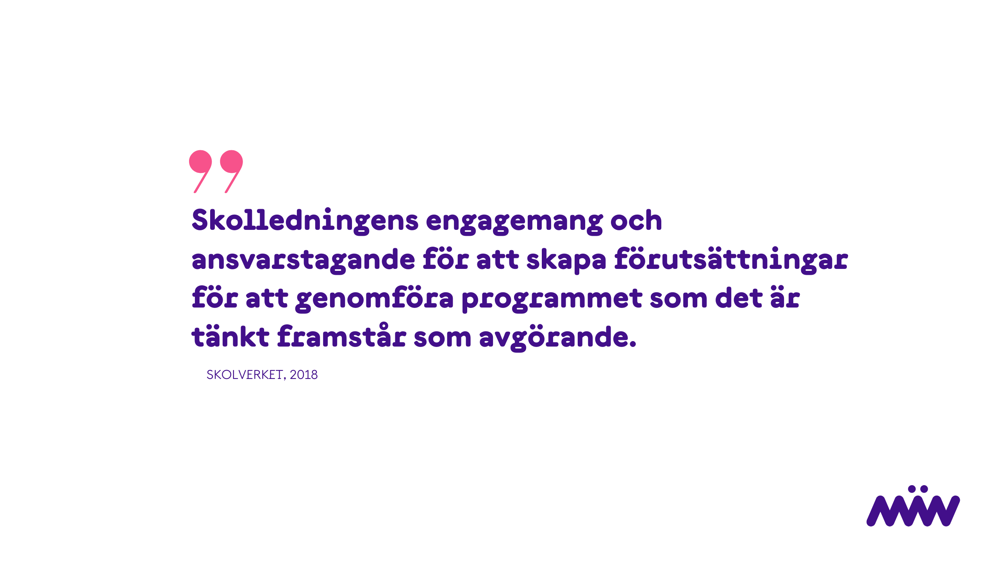 ”
Skolledningens engagemang och
ansvarstagande för att skapa förutsättningar
för att genomföra programmet som det är
tänkt framstår som avgörande.
SKOLVERKET, 2018